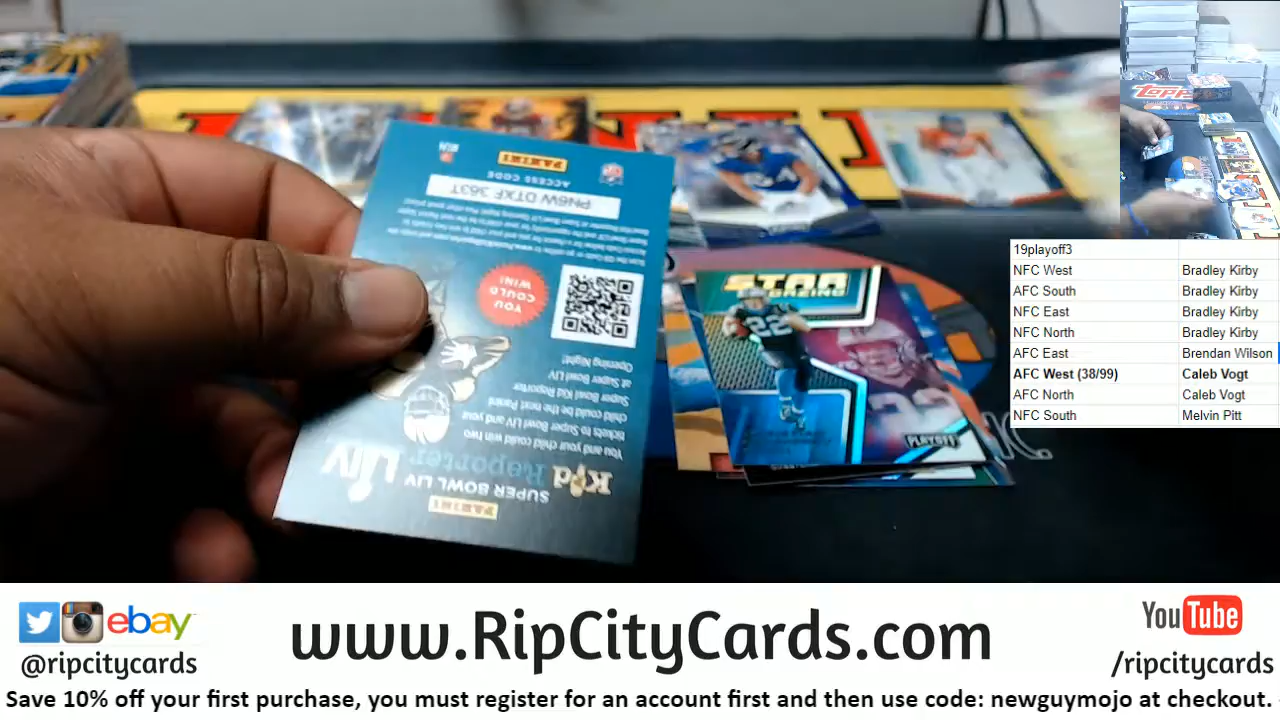 PANINI
ACCESS CODE
PN6W DTXF 363T
YOU COULD WIN!
You and your child could win two
tickets to Super Bowl LIV and your
child could be the next Panini
Super Bowl Kid Reporter
at Super Bowl LIV
Opening Night!
SUPER BOWL LIV
Kid Reporter LIV
PANINI
STAR GAZING
22
PLAYOFF
TOPPS
19playoff3
NFC West Bradley Kirby
AFC South Bradley Kirby
NFC East Bradley Kirby
NFC North Bradley Kirby
AFC East Brendan Wilson
AFC West (38/99) Caleb Vogt
AFC North Caleb Vogt
NFC South Melvin Pitt
ebay
@ripcitycards
www.RipCityCards.com
YouTube
/ripcitycards
Save 10% off your first purchase, you must register for an account first and then use code: newguymojo at checkout.